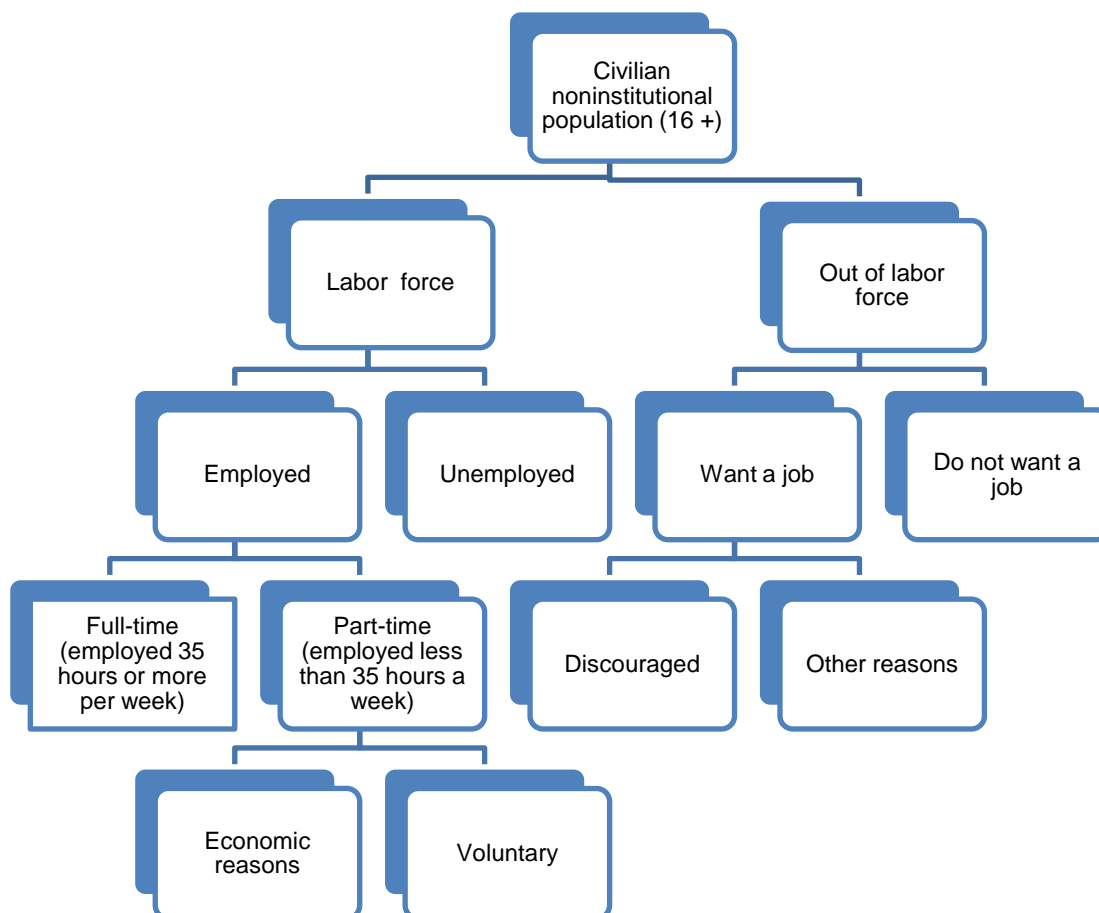 Civilian
noninstitutional
population (16 +)
Labor force
Out of labor
force
Employed
Unemployed
Want a job
Do not want a
job
Full-time
(employed 35
hours or more
per week)
Part-time
(employed less
than 35 hours a
week)
Discouraged
Other reasons
Economic
reasons
Voluntary